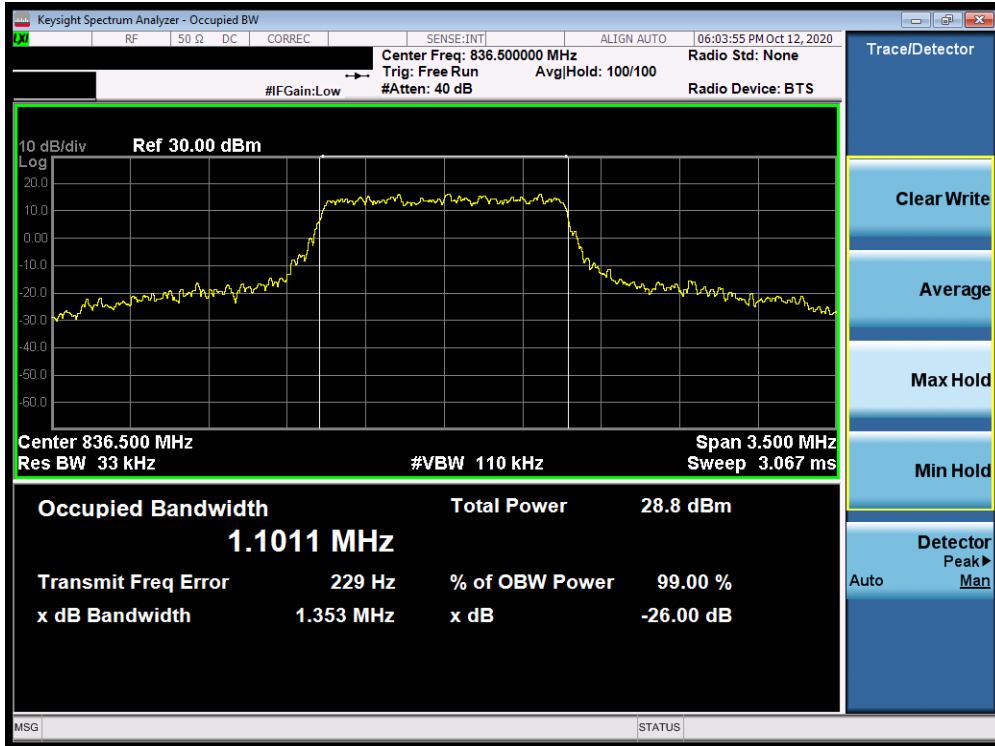 Keysight Spectrum Analyzer - Occupied BW
LXI RF 50 Ω DC CORREC SENSE:INT ALIGN AUTO 06:03:55 PM Oct 12, 2020
Center Freq: 836.500000 MHz Radio Std: None
Trig: Free Run Avg|Hold: 100/100
#IFGain:Low #Atten: 40 dB Radio Device: BTS
Trace/Detector
10 dB/div Ref 30.00 dBm
Log
20.0
10.0
0.00
-10.0
-20.0
-30.0
-40.0
-50.0
-60.0
Center 836.500 MHz Span 3.500 MHz
Res BW 33 kHz #VBW 110 kHz Sweep 3.067 ms
Occupied Bandwidth Total Power 28.8 dBm
1.1011 MHz
Transmit Freq Error 229 Hz % of OBW Power 99.00 %
x dB Bandwidth 1.353 MHz x dB -26.00 dB
Clear Write
Average
Max Hold
Min Hold
Detector
Peak▶
Auto Man
MSG STATUS